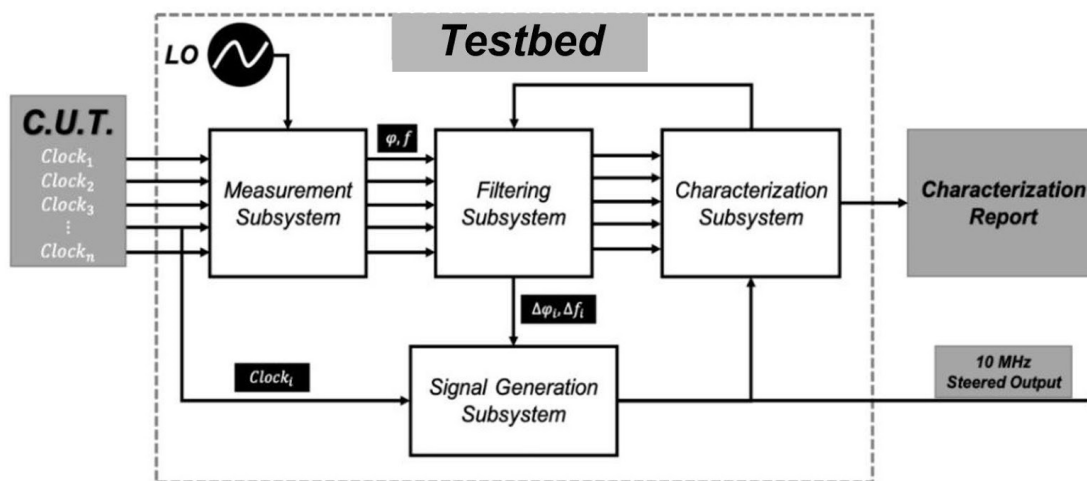 Testbed
LO
C.U.T.
Clock₁
Clock₂
Clock₃
⋮
Clockₙ
φ, f
Measurement
Subsystem
Filtering
Subsystem
Characterization
Subsystem
Characterization
Report
Δφᵢ, Δfᵢ
Clockᵢ
Signal Generation
Subsystem
10 MHz
Steered Output